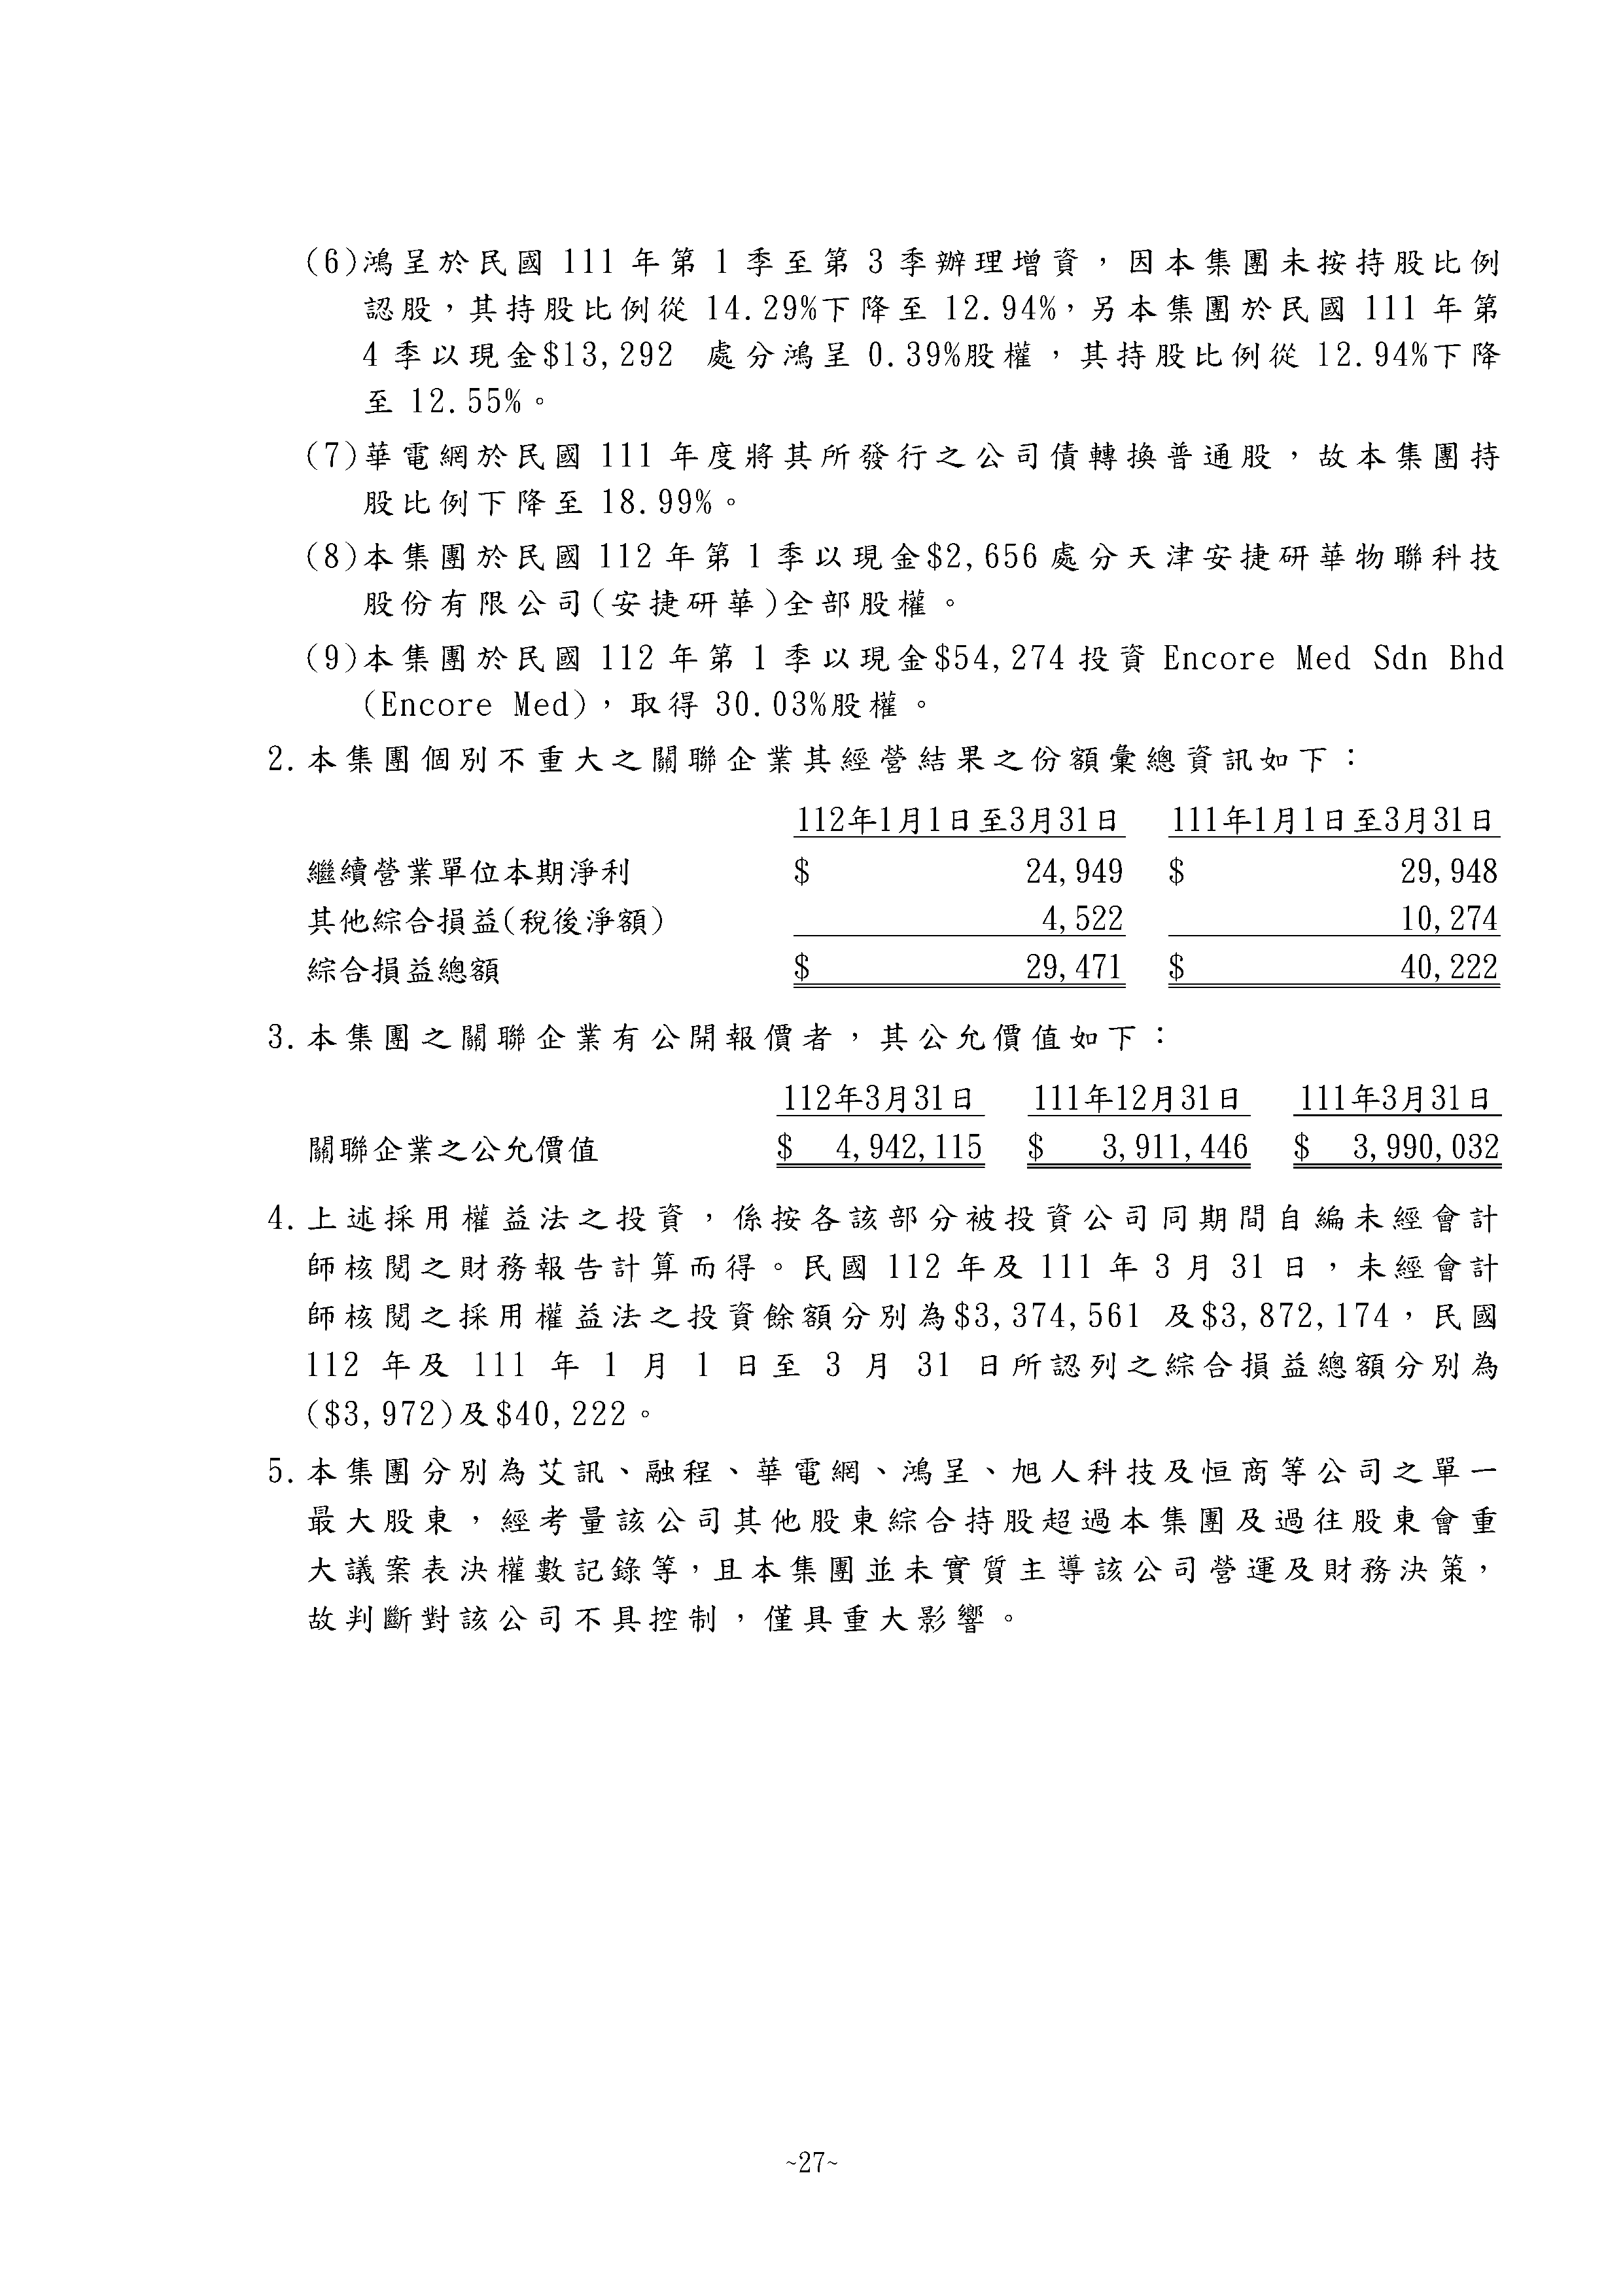 (6)鴻呈於民國 111 年第 1 季至第 3 季辦理增資，因本集團未按持股比例
認股，其持股比例從 14.29%下降至 12.94%，另本集團於民國 111 年第
4 季以現金$13,292 處分鴻呈 0.39%股權，其持股比例從 12.94%下降
至 12.55%。
(7)華電網於民國 111 年度將其所發行之公司債轉換普通股，故本集團持
股比例下降至 18.99%。
(8)本集團於民國 112 年第 1 季以現金$2,656 處分天津安捷研華物聯科技
股份有限公司(安捷研華)全部股權。
(9)本集團於民國 112 年第 1 季以現金$54,274 投資 Encore Med Sdn Bhd
(Encore Med)，取得 30.03%股權。
2. 本集團個別不重大之關聯企業其經營結果之份額彙總資訊如下：
112年1月1日至3月31日 111年1月1日至3月31日
繼續營業單位本期淨利 $ 24,949 $ 29,948
其他綜合損益(稅後淨額) 4,522 10,274
綜合損益總額 $ 29,471 $ 40,222
3. 本集團之關聯企業有公開報價者，其公允價值如下：
112年3月31日 111年12月31日 111年3月31日
關聯企業之公允價值 $ 4,942,115 $ 3,911,446 $ 3,990,032
4. 上述採用權益法之投資，係按各該部分被投資公司同期間自編未經會計
師核閱之財務報告計算而得。民國 112 年及 111 年 3 月 31 日，未經會計
師核閱之採用權益法之投資餘額分別為$3,374,561 及$3,872,174，民國
112 年及 111 年 1 月 1 日至 3 月 31 日所認列之綜合損益總額分別為
($3,972)及$40,222。
5. 本集團分別為艾訊、融程、華電網、鴻呈、旭人科技及恒商等公司之單一
最大股東，經考量該公司其他股東綜合持股超過本集團及過往股東會重
大議案表決權數記錄等，且本集團並未實質主導該公司營運及財務決策，
故判斷對該公司不具控制，僅具重大影響。
~27~